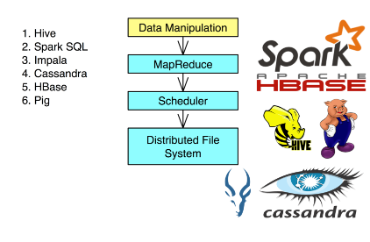 1. Hive
2. Spark SQL
3. Impala
4. Cassandra
5. HBase
6. Pig
Data Manipulation
MapReduce
Scheduler
Distributed File
System
Spark
APACHE
HBASE
HIVE
cassandra